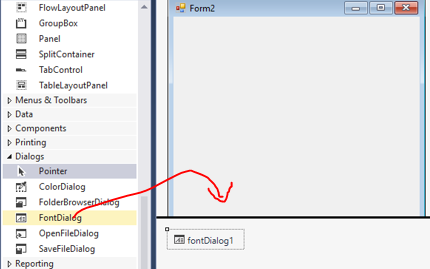 FlowLayoutPanel
GroupBox
Panel
SplitContainer
TabControl
TableLayoutPanel
Menus & Toolbars
Data
Components
Printing
Dialogs
Pointer
ColorDialog
FolderBrowserDialog
FontDialog
OpenFileDialog
SaveFileDialog
Reporting
Form2
fontDialog1